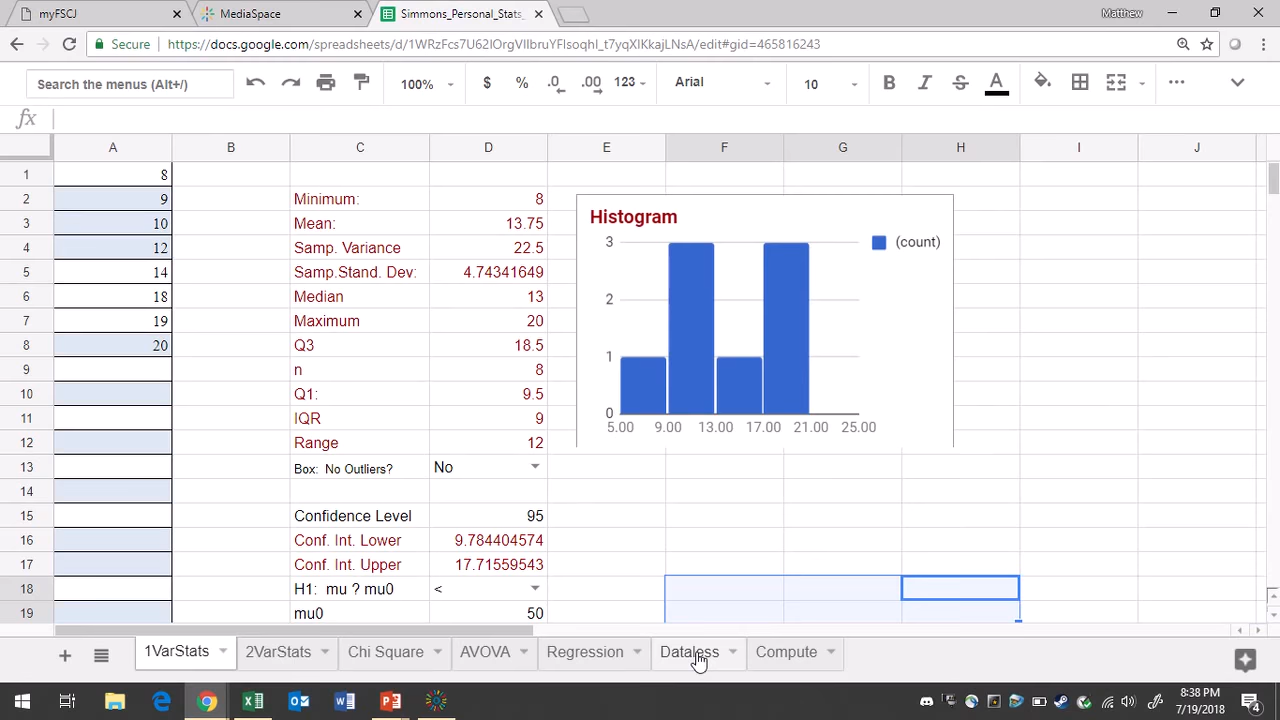 myFSCJ × MediaSpace × Simmons_Personal_Stats_ × Matthew
Secure https://docs.google.com/spreadsheets/d/1WRzFcs7U62IOrgVIlbruYFlsoqhI_t7yqXIKkajLNsA/edit#gid=465816243
Search the menus (Alt+/) 100% $ % .0 .00 123 Arial 10 B I S A
fx
A B C D E F G H I J
1 8
2 9 Minimum: 8
3 10 Mean: 13.75
4 12 Samp. Variance 22.5
5 14 Samp.Stand. Dev: 4.74341649
6 18 Median 13
7 19 Maximum 20
8 20 Q3 18.5
9 n 8
10 Q1: 9.5
11 IQR 9
12 Range 12
13 Box: No Outliers? No
14
15 Confidence Level 95
16 Conf. Int. Lower 9.784404574
17 Conf. Int. Upper 17.71559543
18 H1: mu ? mu0 <
19 mu0 50
Histogram
(count)
3
2
1
0
5.00 9.00 13.00 17.00 21.00 25.00
1VarStats 2VarStats Chi Square AVOVA Regression Dataless Compute
8:38 PM
7/19/2018
4